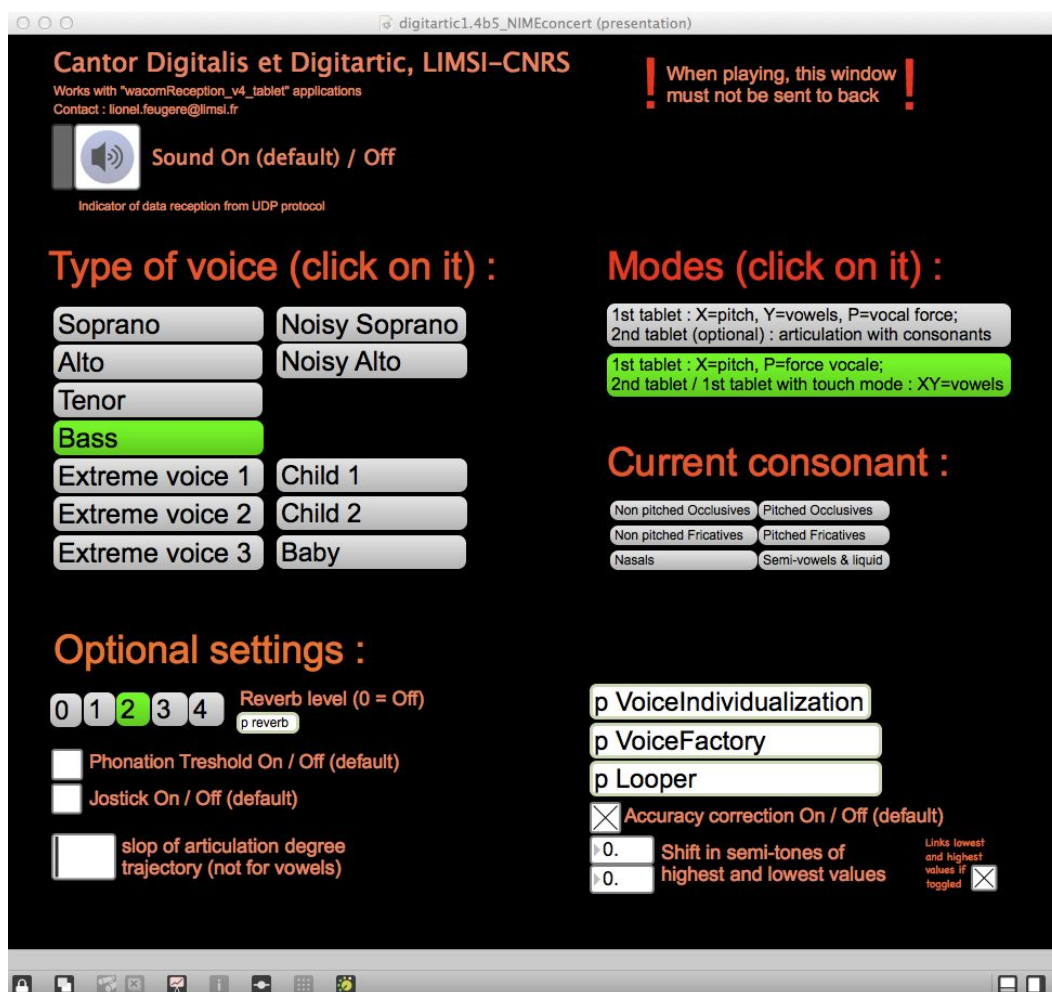 digitartic1.4b5_NIMEconcert (presentation)
Cantor Digitalis et Digitartic, LIMSI-CNRS
Works with "wacomReception_v4_tablet" applications
Contact : lionel.feugere@limsi.fr
! When playing, this window !
must not be sent to back
Sound On (default) / Off
Indicator of data reception from UDP protocol
Type of voice (click on it) :
Soprano
Noisy Soprano
Alto
Noisy Alto
Tenor
Bass
Extreme voice 1
Child 1
Extreme voice 2
Child 2
Extreme voice 3
Baby
Modes (click on it) :
1st tablet : X=pitch, Y=vowels, P=vocal force;
2nd tablet (optional) : articulation with consonants
1st tablet : X=pitch, P=force vocale;
2nd tablet / 1st tablet with touch mode : XY=vowels
Current consonant :
Non pitched Occlusives
Pitched Occlusives
Non pitched Fricatives
Pitched Fricatives
Nasals
Semi-vowels & liquid
Optional settings :
0 1 2 3 4
Reverb level (0 = Off)
p reverb
Phonation Treshold On / Off (default)
Jostick On / Off (default)
slop of articulation degree
trajectory (not for vowels)
p VoiceIndividualization
p VoiceFactory
p Looper
Accuracy correction On / Off (default)
0.
0.
Shift in semi-tones of
highest and lowest values
Links lowest
and highest
values if
toggled